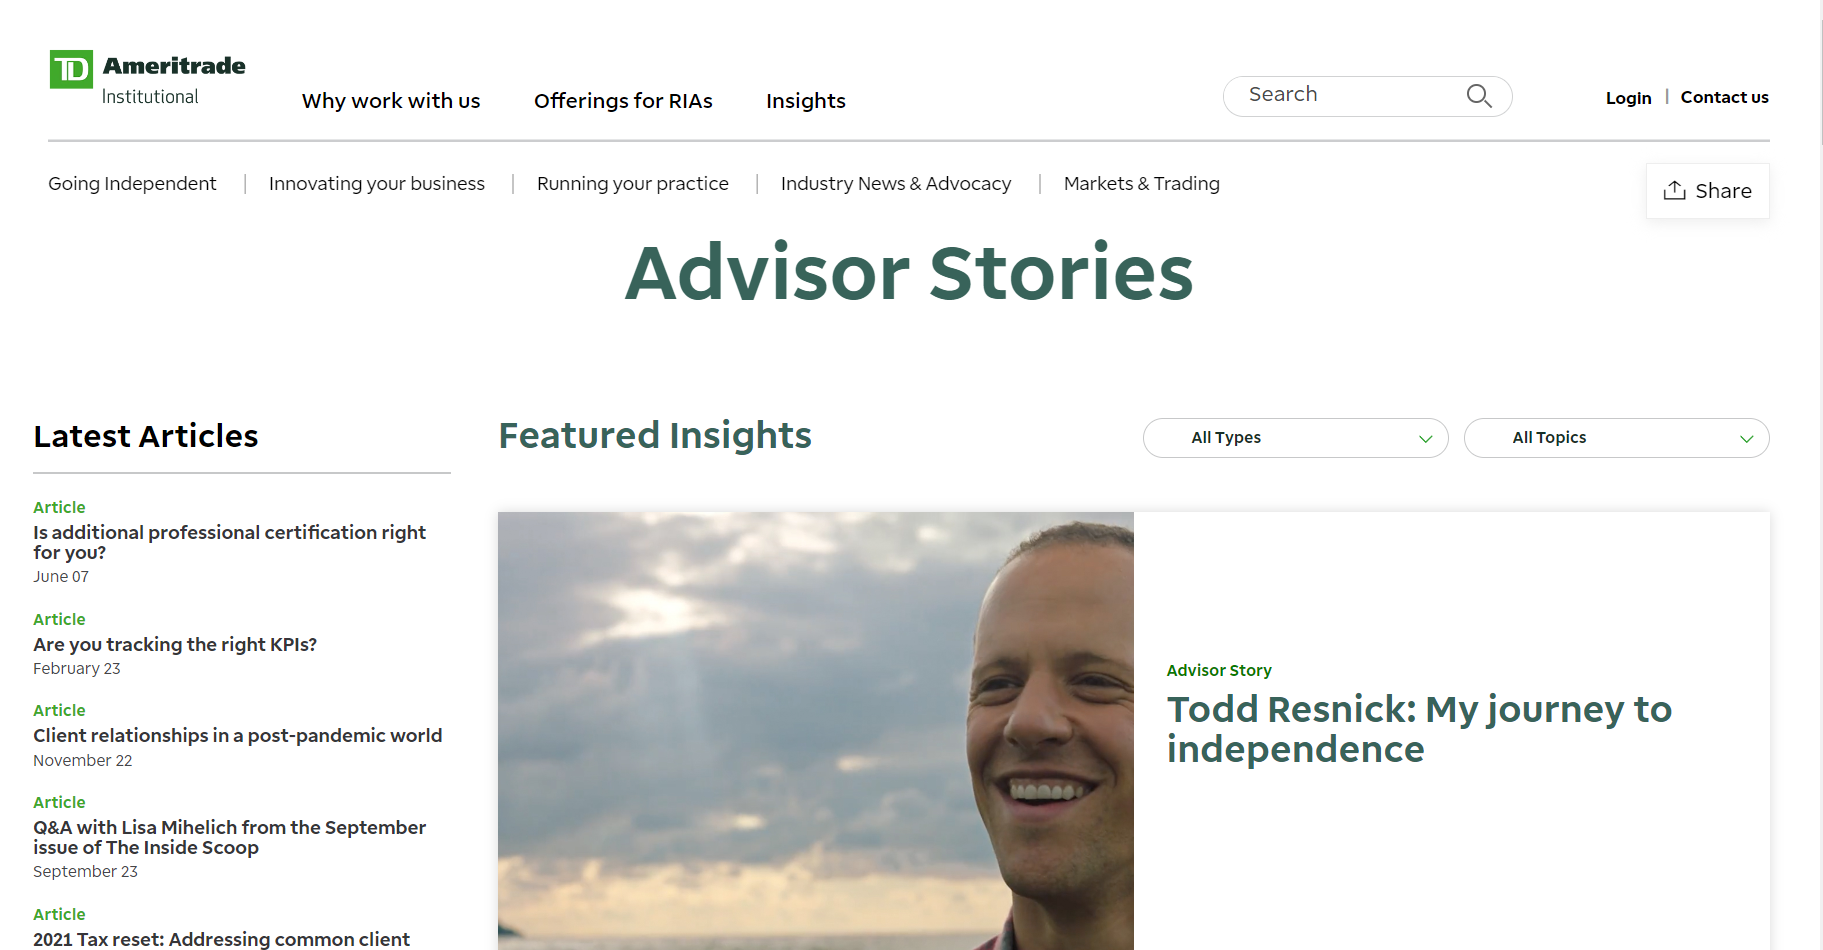 TD Ameritrade
Institutional
Why work with us
Offerings for RIAs
Insights
Search
Login | Contact us
Going Independent | Innovating your business | Running your practice | Industry News & Advocacy | Markets & Trading
Share
Advisor Stories
Latest Articles
Article
Is additional professional certification right
for you?
June 07
Article
Are you tracking the right KPIs?
February 23
Article
Client relationships in a post-pandemic world
November 22
Article
Q&A with Lisa Mihelich from the September
issue of The Inside Scoop
September 23
Article
2021 Tax reset: Addressing common client
Featured Insights
All Types
All Topics
Advisor Story
Todd Resnick: My journey to
independence